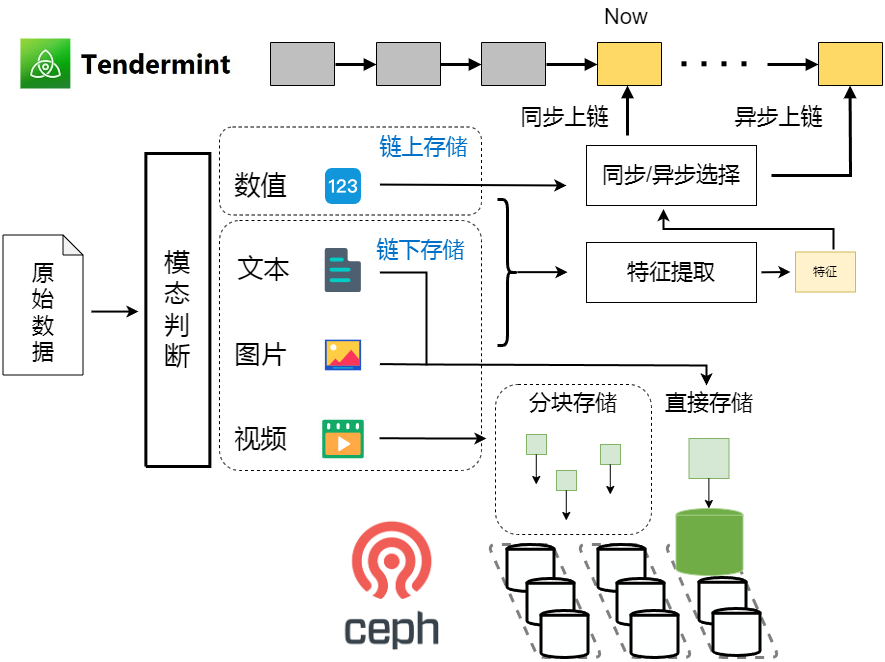 Now
Tendermint
同步上链
异步上链
链上存储
数值
123
同步/异步选择
原始数据
模态判断
链下存储
文本
特征提取
特征
图片
分块存储
直接存储
视频
ceph